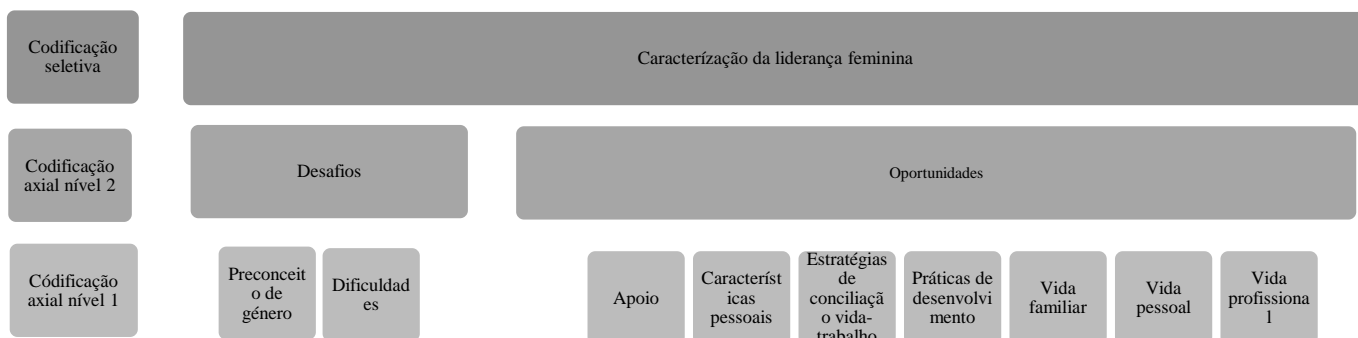 Codificação
seletiva
Caracterízação da liderança feminina
Codificação
axial nível 2
Desafios
Oportunidades
Códificação
axial nível 1
Preconceit
o de
género
Dificuldad
es
Apoio
Característ
icas
pessoais
Estratégias
de
conciliaçã
o vida-
trabalho
Práticas de
desenvolvi
mento
Vida
familiar
Vida
pessoal
Vida
profissiona
l